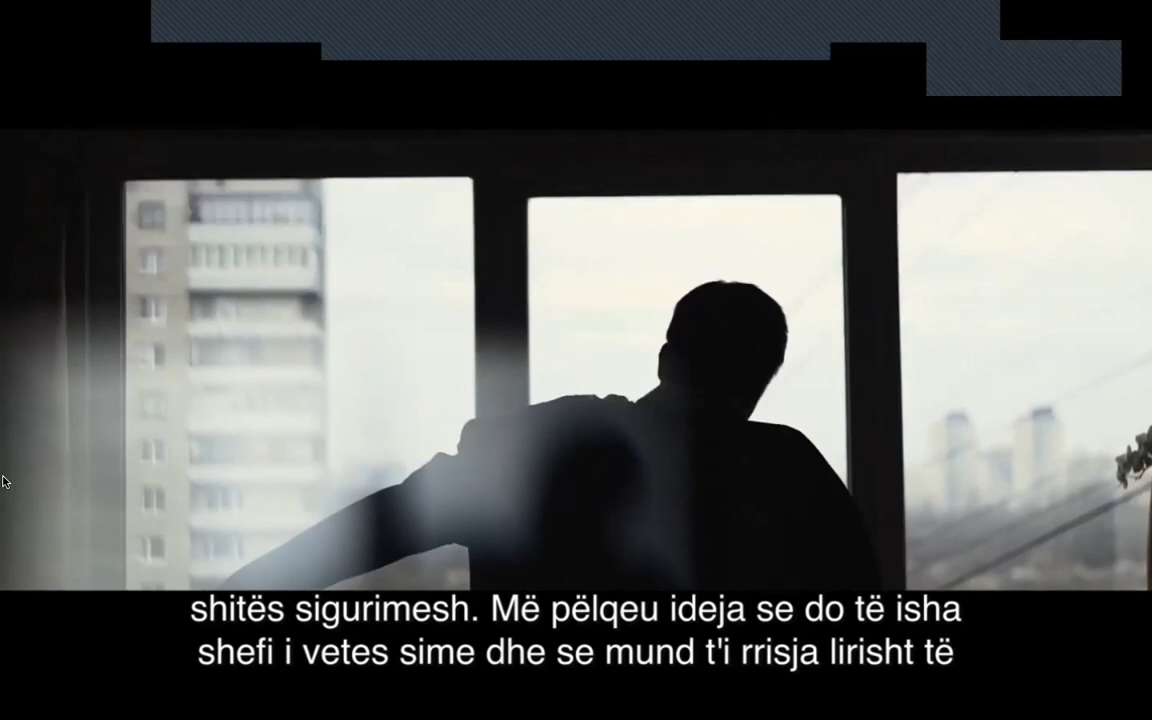 shitës sigurimesh. Më pëlqeu ideja se do të isha
shefi i vetes sime dhe se mund t'i rrisja lirisht të